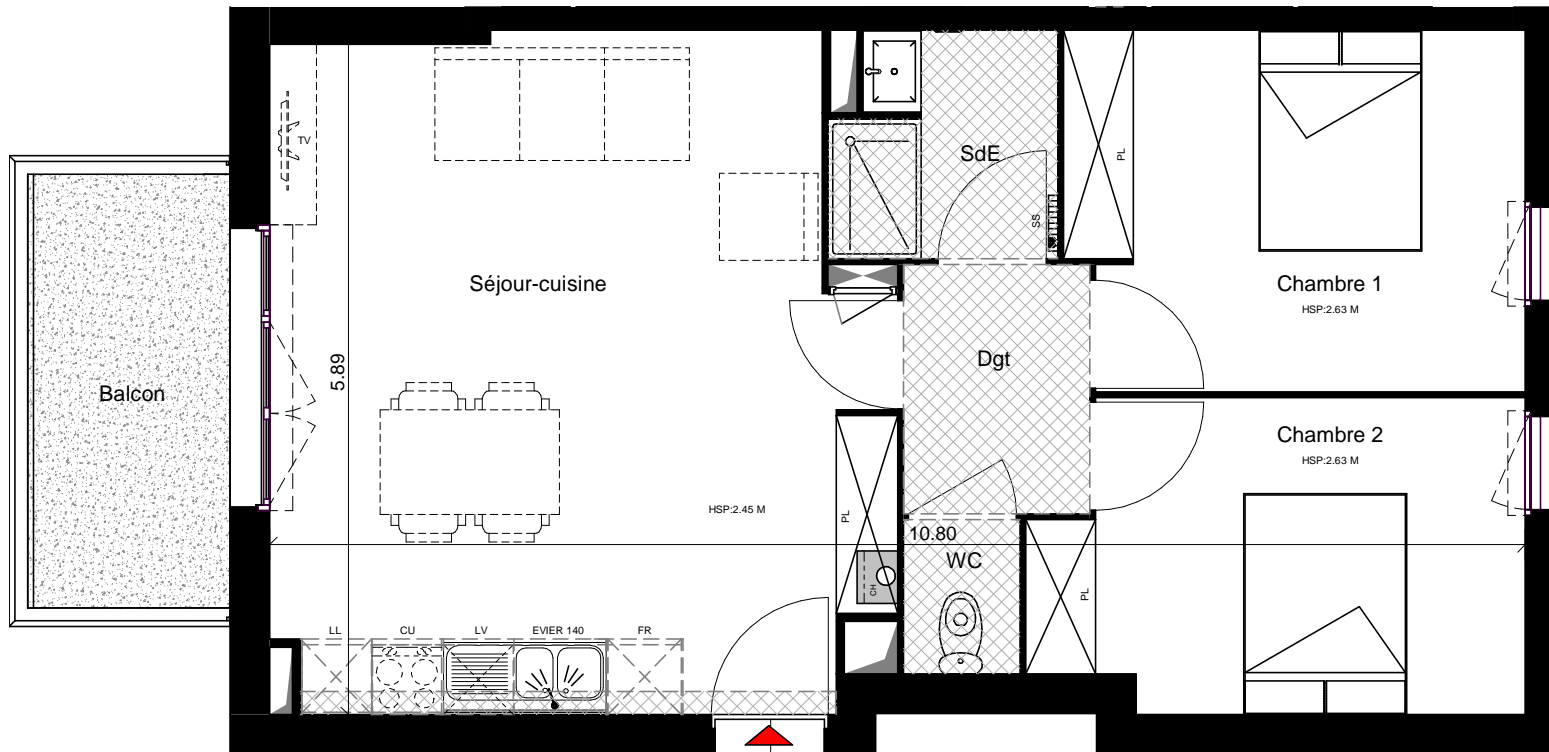 TV
SdE
PL
SS
Séjour-cuisine
Chambre 1
HSP:2.63 M
5.89
Dgt
Balcon
Chambre 2
HSP:2.63 M
HSP:2.45 M
PL
10.80
WC
CH
PL
LL
CU
LV
EVIER 140
FR